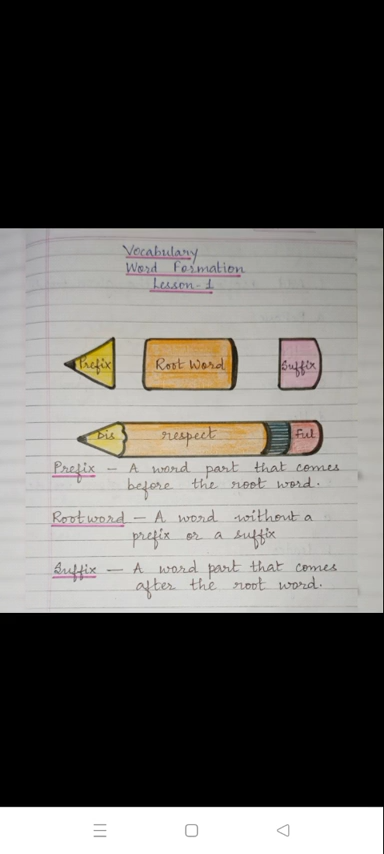 Vocabulary
Word Formation
Lesson-1
Prefix Root Word Suffix
Dis respect Ful
Prefix - A word part that comes
before the root word.
Rootword - A word without a
prefix or a suffix
Suffix - A word part that comes
after the root word.